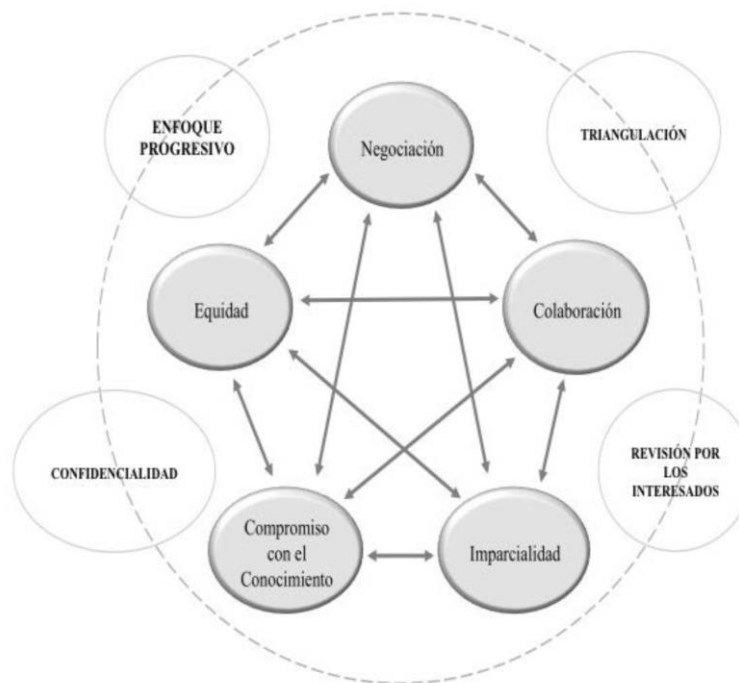 ENFOQUE
PROGRESIVO
Negociación
TRIANGULACIÓN
Equidad
Colaboración
CONFIDENCIALIDAD
REVISIÓN POR
LOS
INTERESADOS
Compromiso
con el
Conocimiento
Imparcialidad